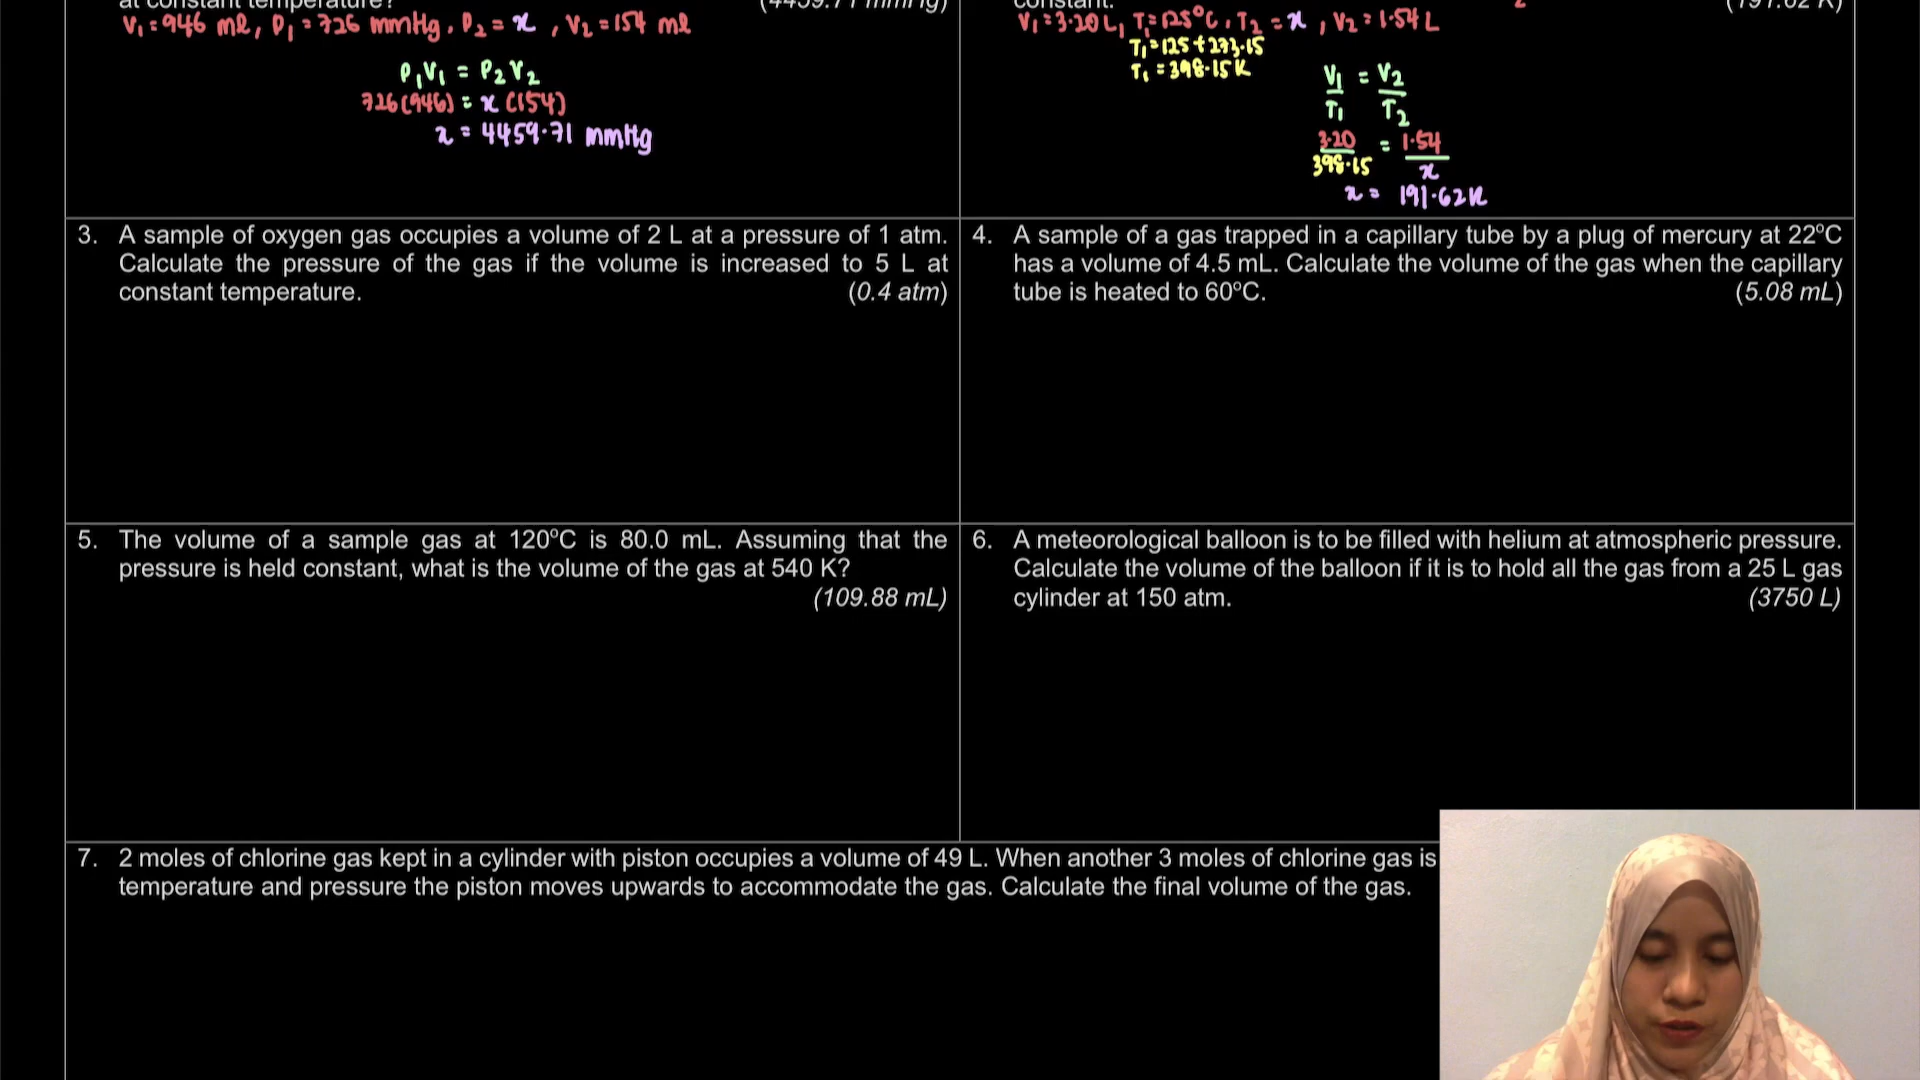 at constant temperature? (4459.71 mmHg)
V₁ = 946 ml, P₁ = 726 mmHg, P₂ = x, V₂ = 154 ml
P₁V₁ = P₂V₂
726(946) = x(154)
x = 4459.71 mmHg
constant. (191.62 K)
V₁ = 3.20L, T₁ = 125°C, T₂ = x, V₂ = 1.54L
T₁ = 125 + 273.15
T₁ = 398.15K
V₁/T₁ = V₂/T₂
3.20/398.15 = 1.54/x
x = 191.62K
3. A sample of oxygen gas occupies a volume of 2 L at a pressure of 1 atm.
Calculate the pressure of the gas if the volume is increased to 5 L at
constant temperature. (0.4 atm)
4. A sample of a gas trapped in a capillary tube by a plug of mercury at 22°C
has a volume of 4.5 mL. Calculate the volume of the gas when the capillary
tube is heated to 60°C. (5.08 mL)
5. The volume of a sample gas at 120°C is 80.0 mL. Assuming that the
pressure is held constant, what is the volume of the gas at 540 K?
(109.88 mL)
6. A meteorological balloon is to be filled with helium at atmospheric pressure.
Calculate the volume of the balloon if it is to hold all the gas from a 25 L gas
cylinder at 150 atm. (3750 L)
7. 2 moles of chlorine gas kept in a cylinder with piston occupies a volume of 49 L. When another 3 moles of chlorine gas is
temperature and pressure the piston moves upwards to accommodate the gas. Calculate the final volume of the gas.